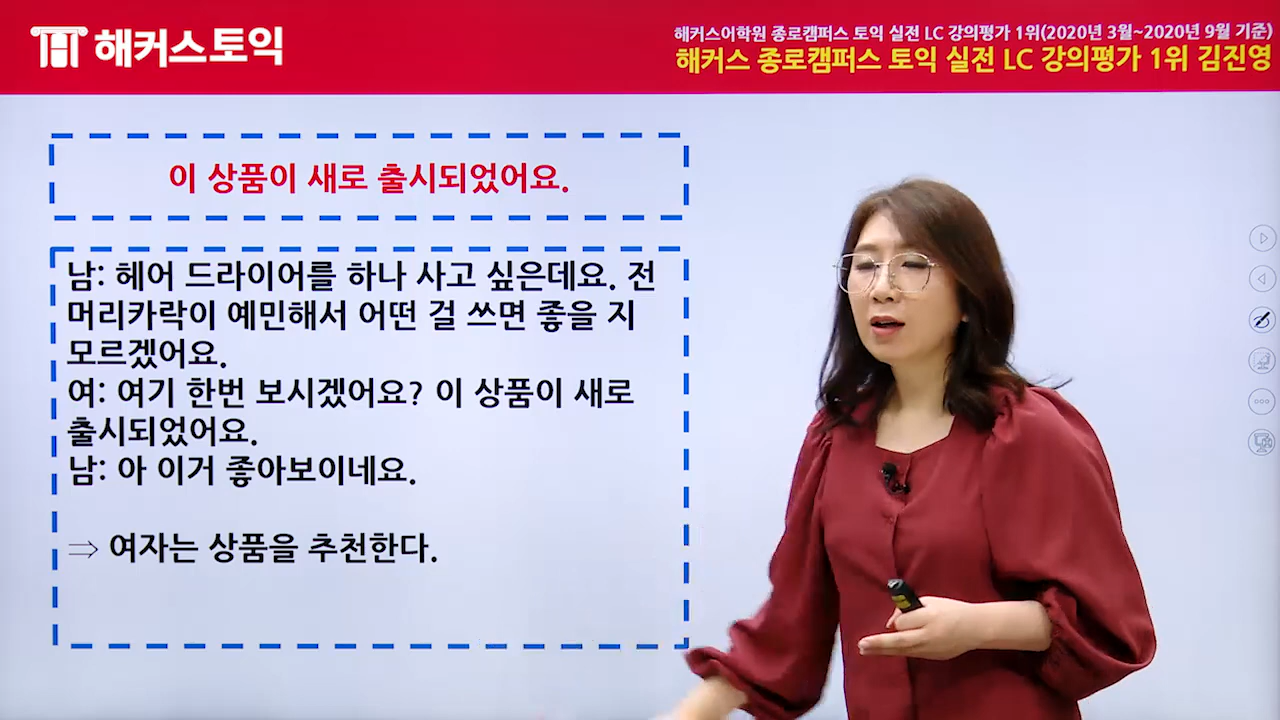 해커스토익
해커스어학원 종로캠퍼스 토익 실전 LC 강의평가 1위(2020년 3월~2020년 9월 기준)
해커스 종로캠퍼스 토익 실전 LC 강의평가 1위 김진영
이 상품이 새로 출시되었어요.
남: 헤어 드라이어를 하나 사고 싶은데요. 전
머리카락이 예민해서 어떤 걸 쓰면 좋을 지
모르겠어요.
여: 여기 한번 보시겠어요? 이 상품이 새로
출시되었어요.
남: 아 이거 좋아보이네요.
⇒ 여자는 상품을 추천한다.